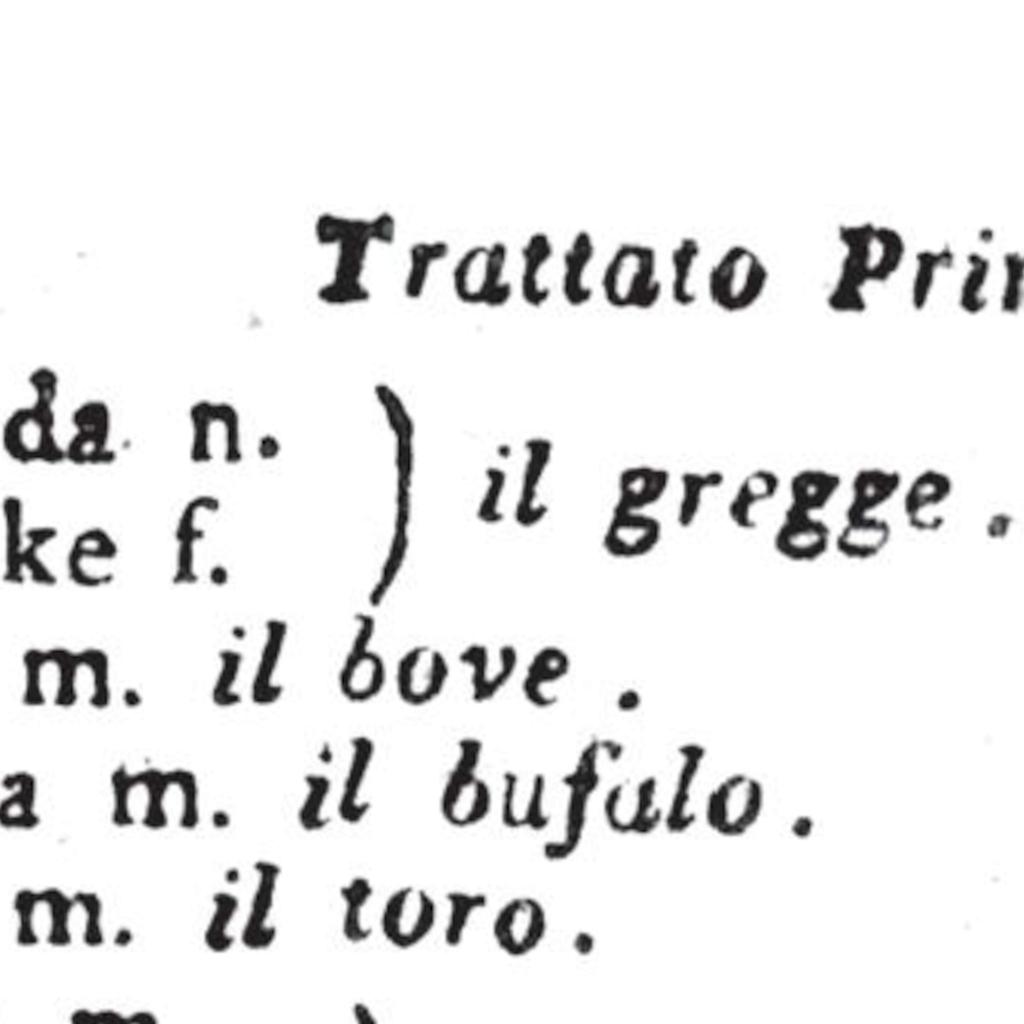 Trattato Prin
da n.
ke f. ) il gregge.
m. il bove.
a m. il bufalo.
m. il toro.